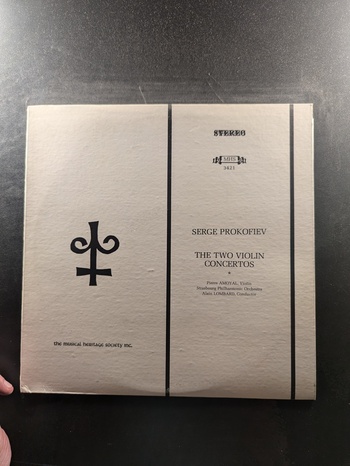 STEREO
MHS
3823
SERGE PROKOFIEV
THE TWO VIOLIN
CONCERTOS
*
Pierre AMOYAL, Violin
Strasbourg Philharmonic Orchestra
Alain LOMBARD, Conductor
the musical heritage society inc.